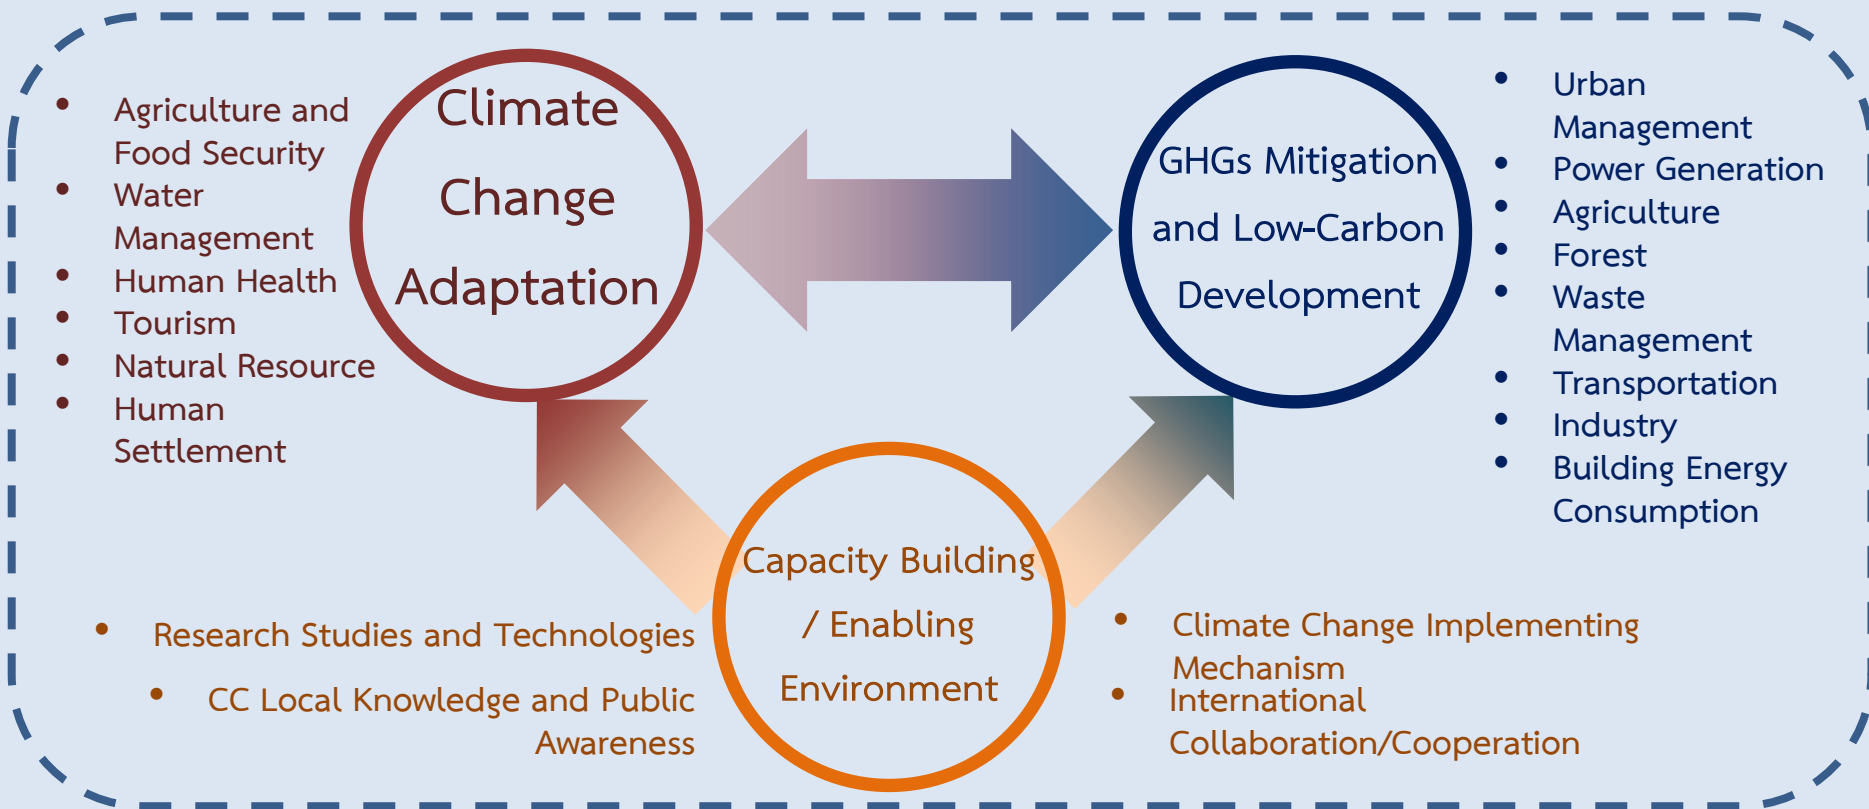 • Agriculture and
Food Security
• Water
Management
• Human Health
• Tourism
• Natural Resource
• Human
Settlement
Climate
Change
Adaptation
GHGs Mitigation
and Low-Carbon
Development
• Urban
Management
• Power Generation
• Agriculture
• Forest
• Waste
Management
• Transportation
• Industry
• Building Energy
Consumption
Capacity Building
/ Enabling
Environment
• Research Studies and Technologies
• CC Local Knowledge and Public
Awareness
• Climate Change Implementing
Mechanism
• International
Collaboration/Cooperation